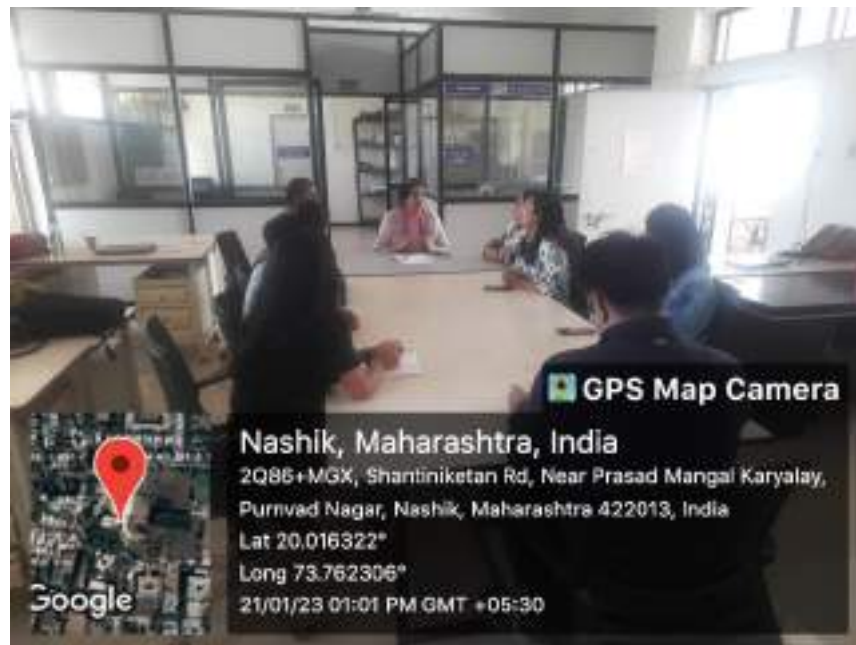 GPS Map Camera
Nashik, Maharashtra, India
2Q86+MGX, Shantiniketan Rd, Near Prasad Mangal Karyalay,
Purnvad Nagar, Nashik, Maharashtra 422013, India
Lat 20.016322°
Long 73.762306°
21/01/23 01:01 PM GMT +05:30
Google